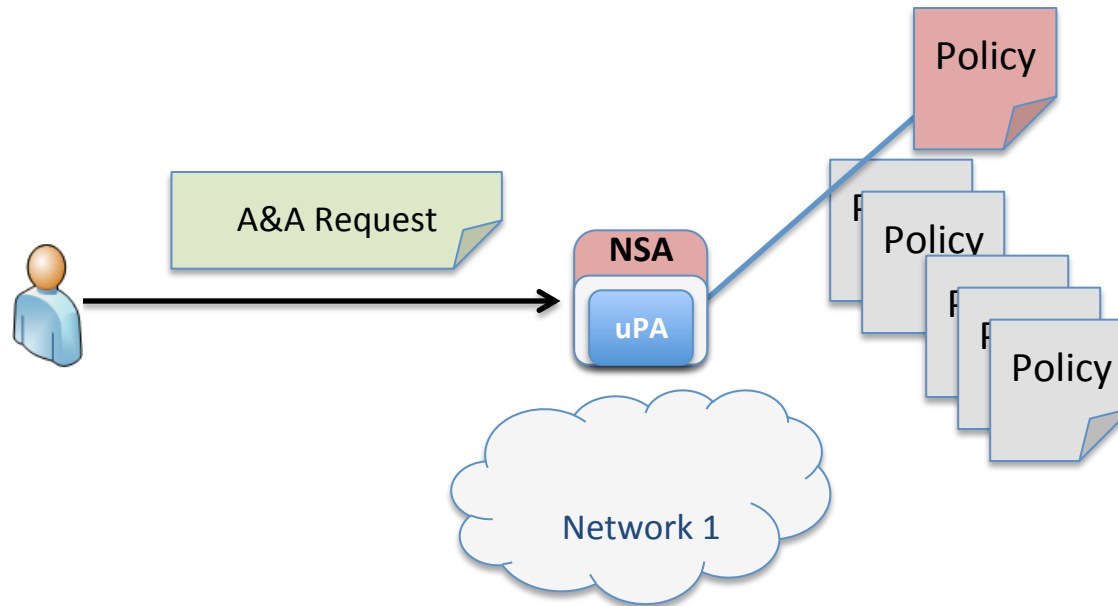 Policy
A&A Request
P
Policy
NSA
P
uPA
P
Policy
Network 1